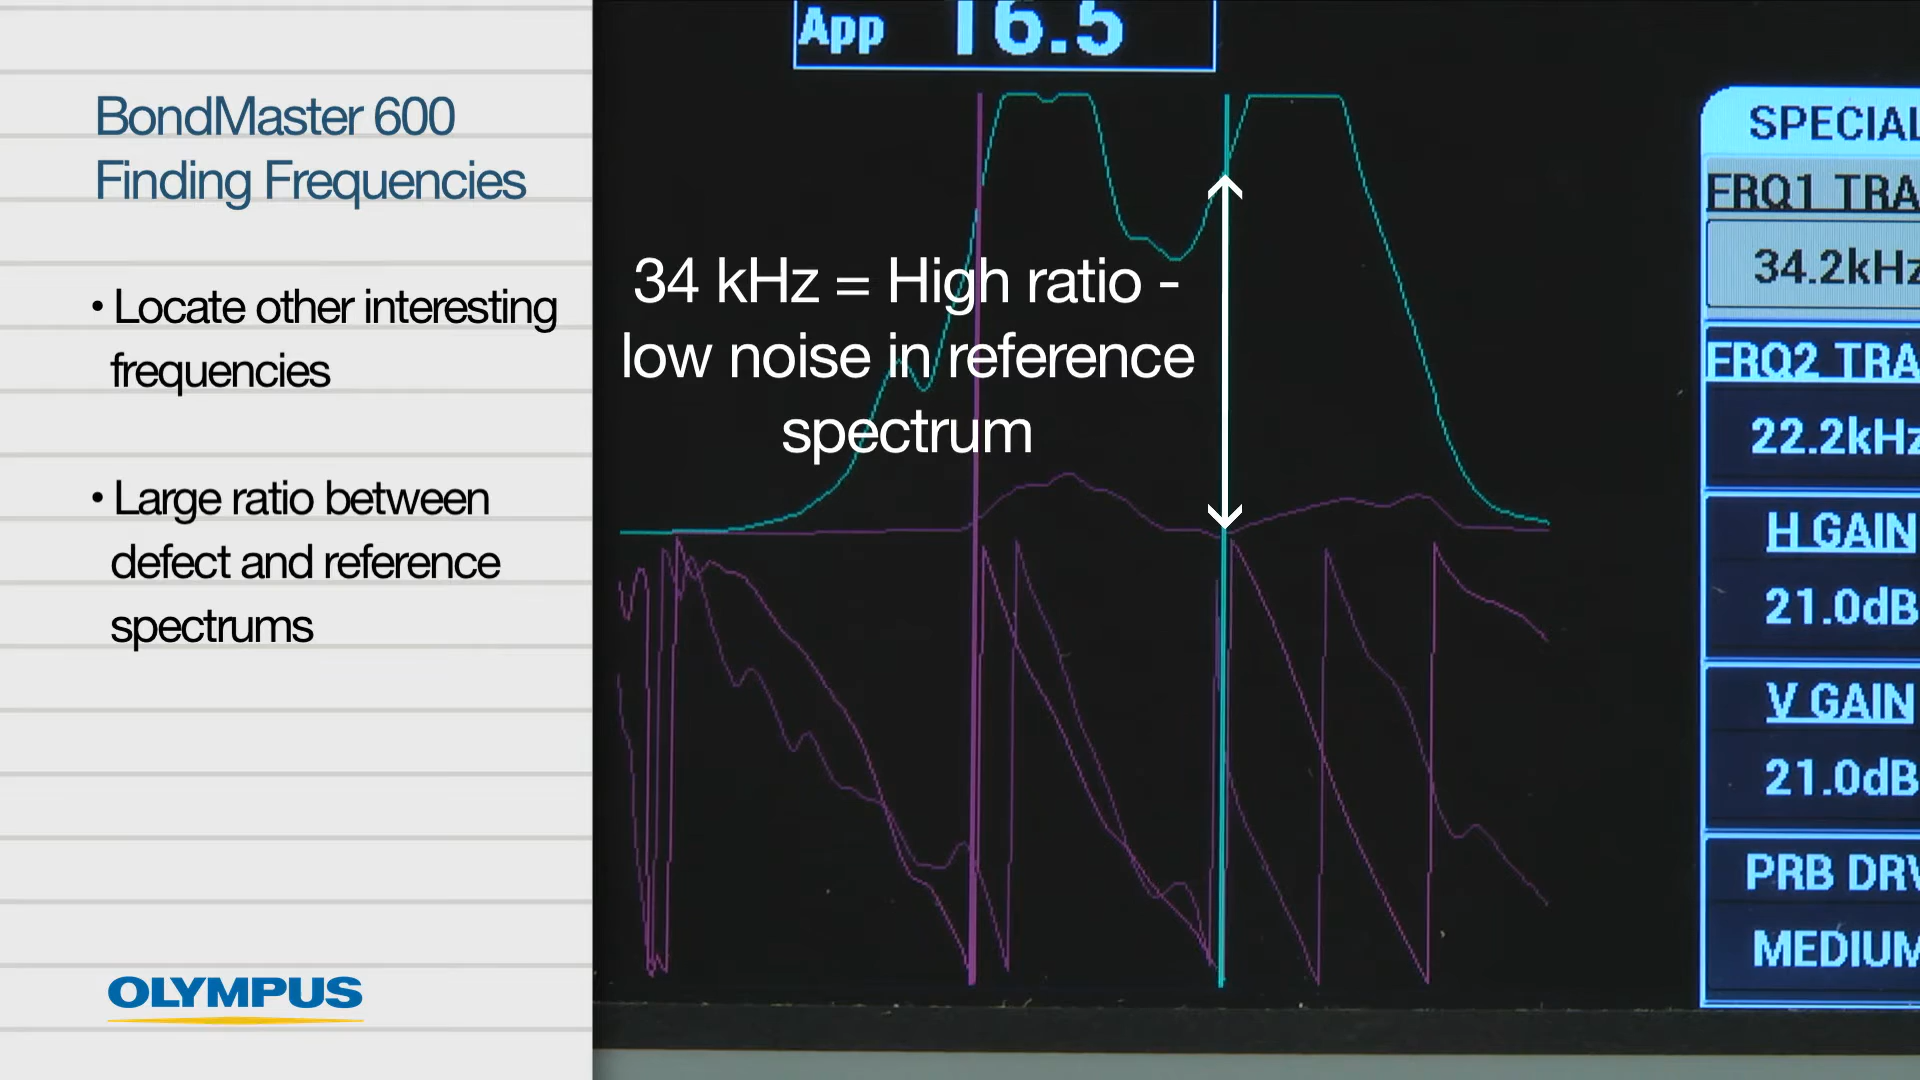 BondMaster 600
Finding Frequencies
• Locate other interesting
frequencies
• Large ratio between
defect and reference
spectrums
OLYMPUS
App 16.5
34 kHz = High ratio -
low noise in reference
spectrum
SPECIAL
FRQ1 TRA
34.2kHz
FRQ2 TRA
22.2kHz
H GAIN
21.0dB
V GAIN
21.0dB
PRB DRV
MEDIUM